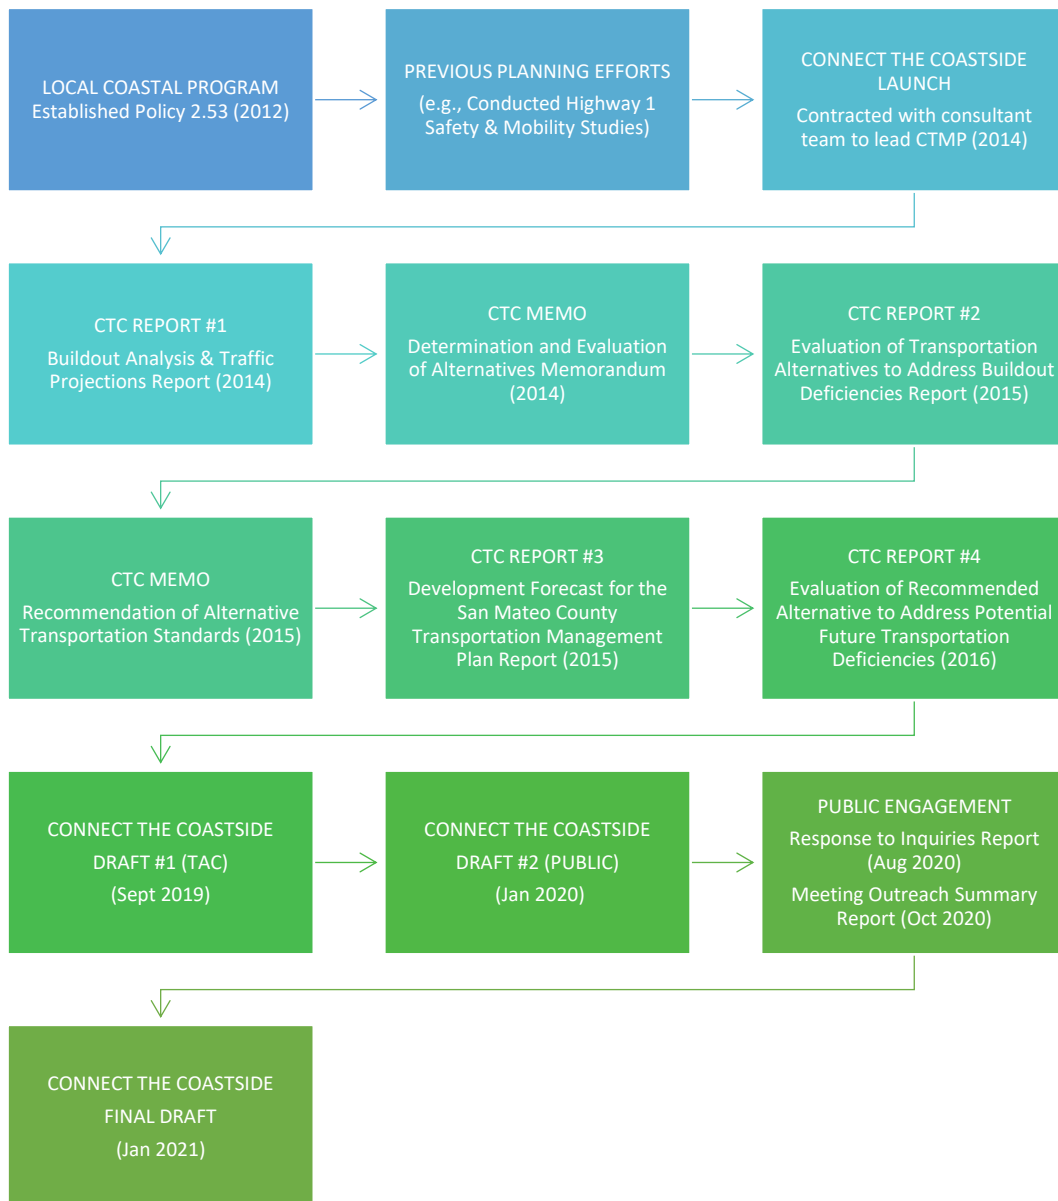 LOCAL COASTAL PROGRAM
Established Policy 2.53 (2012)
PREVIOUS PLANNING EFFORTS
(e.g., Conducted Highway 1
Safety & Mobility Studies)
CONNECT THE COASTSIDE
LAUNCH
Contracted with consultant
team to lead CTMP (2014)
CTC REPORT #1
Buildout Analysis & Traffic
Projections Report (2014)
CTC MEMO
Determination and Evaluation
of Alternatives Memorandum
(2014)
CTC REPORT #2
Evaluation of Transportation
Alternatives to Address Buildout
Deficiencies Report (2015)
CTC MEMO
Recommendation of Alternative
Transportation Standards (2015)
CTC REPORT #3
Development Forecast for the
San Mateo County
Transportation Management
Plan Report (2015)
CTC REPORT #4
Evaluation of Recommended
Alternative to Address Potential
Future Transportation
Deficiencies (2016)
CONNECT THE COASTSIDE
DRAFT #1 (TAC)
(Sept 2019)
CONNECT THE COASTSIDE
DRAFT #2 (PUBLIC)
(Jan 2020)
PUBLIC ENGAGEMENT
Response to Inquiries Report
(Aug 2020)
Meeting Outreach Summary
Report (Oct 2020)
CONNECT THE COASTSIDE
FINAL DRAFT
(Jan 2021)